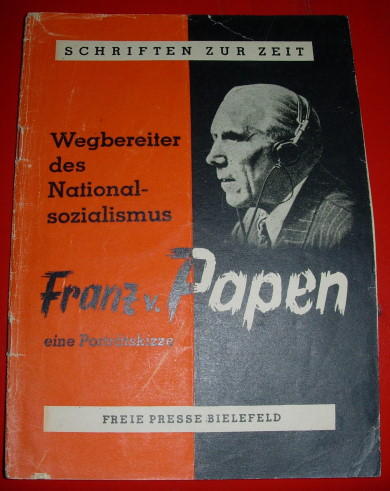 SCHRIFTEN ZUR ZEIT
Wegbereiter
des
National-
sozialismus
Franz v. Papen
eine Porträtskizze
FREIE PRESSE BIELEFELD